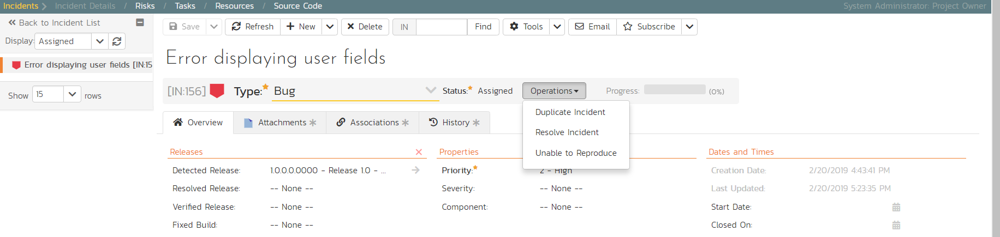 Incidents Incident Details / Risks / Tasks / Resources / Source Code System Administrator: Project Owner
Back to Incident List
Display: Assigned
Error displaying user fields [IN:15
Show 15 rows
Save Refresh New Delete IN Find Tools Email Subscribe
Error displaying user fields
[IN:156] Type: Bug Status: Assigned Operations Progress: (0%)
Duplicate Incident
Resolve Incident
Unable to Reproduce
Overview Attachments Associations History
Releases
Detected Release: 1.0.0.0.0000 - Release 1.0 - ...
Resolved Release: -- None --
Verified Release: -- None --
Fixed Build: -- None --
Properties
Priority: 2 - High
Severity: -- None --
Component: -- None --
Dates and Times
Creation Date: 2/20/2019 4:43:41 PM
Last Updated: 2/20/2019 5:23:35 PM
Start Date:
Closed On: